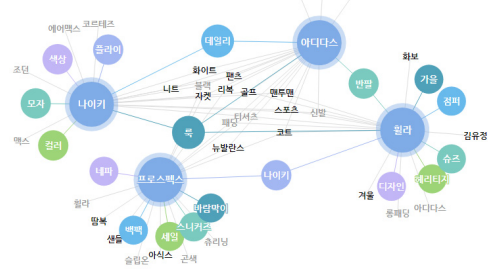 에어맥스
코르테즈
플라이
색상
조던
나이키
모자
맥스
컬러
데일리
아디다스
화이트
팬츠
블랙
니트
자켓
리복
골프
맨투맨
스포츠
티셔츠
패딩
신발
룩
코트
뉴발란스
반팔
화보
가을
휠라
점퍼
김유정
슈즈
헤리티지
디자인
겨울
롱패딩
아디다스
네파
프로스펙스
나이키
휠라
땀복
바람막이
백팩
샌들
세일
스니커즈
츄리닝
슬립온
아식스
곤색